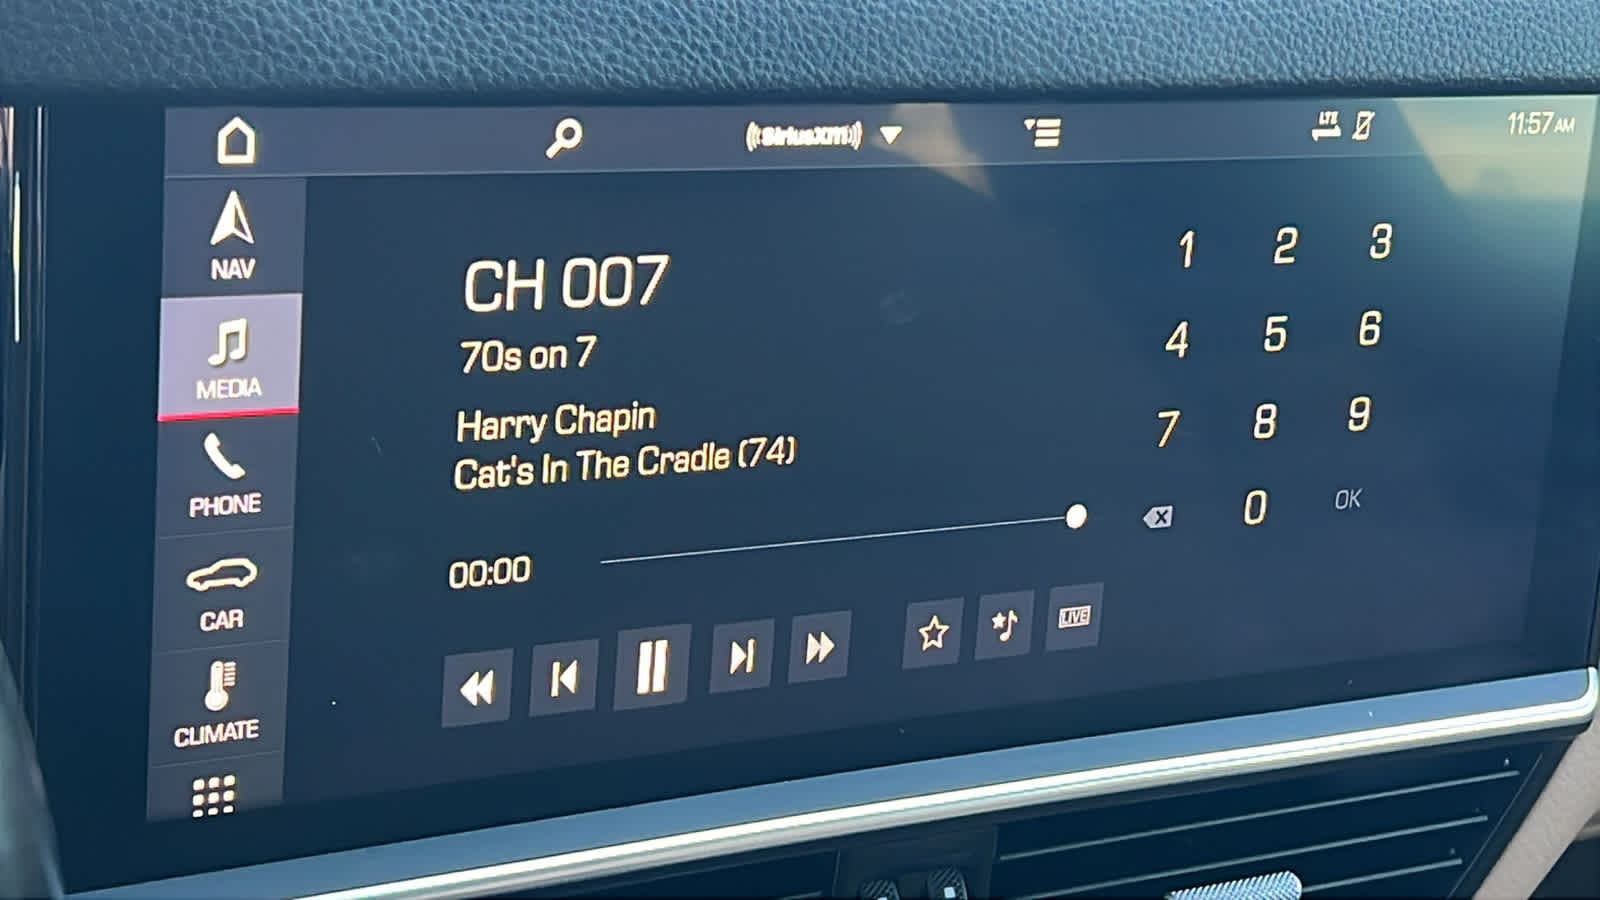 SiriusXM
LTE
11:57 AM
NAV
MEDIA
PHONE
CAR
CLIMATE
CH 007
70s on 7
Harry Chapin
Cat's In The Cradle (74)
00:00
LIVE
1 2 3
4 5 6
7 8 9
0 OK